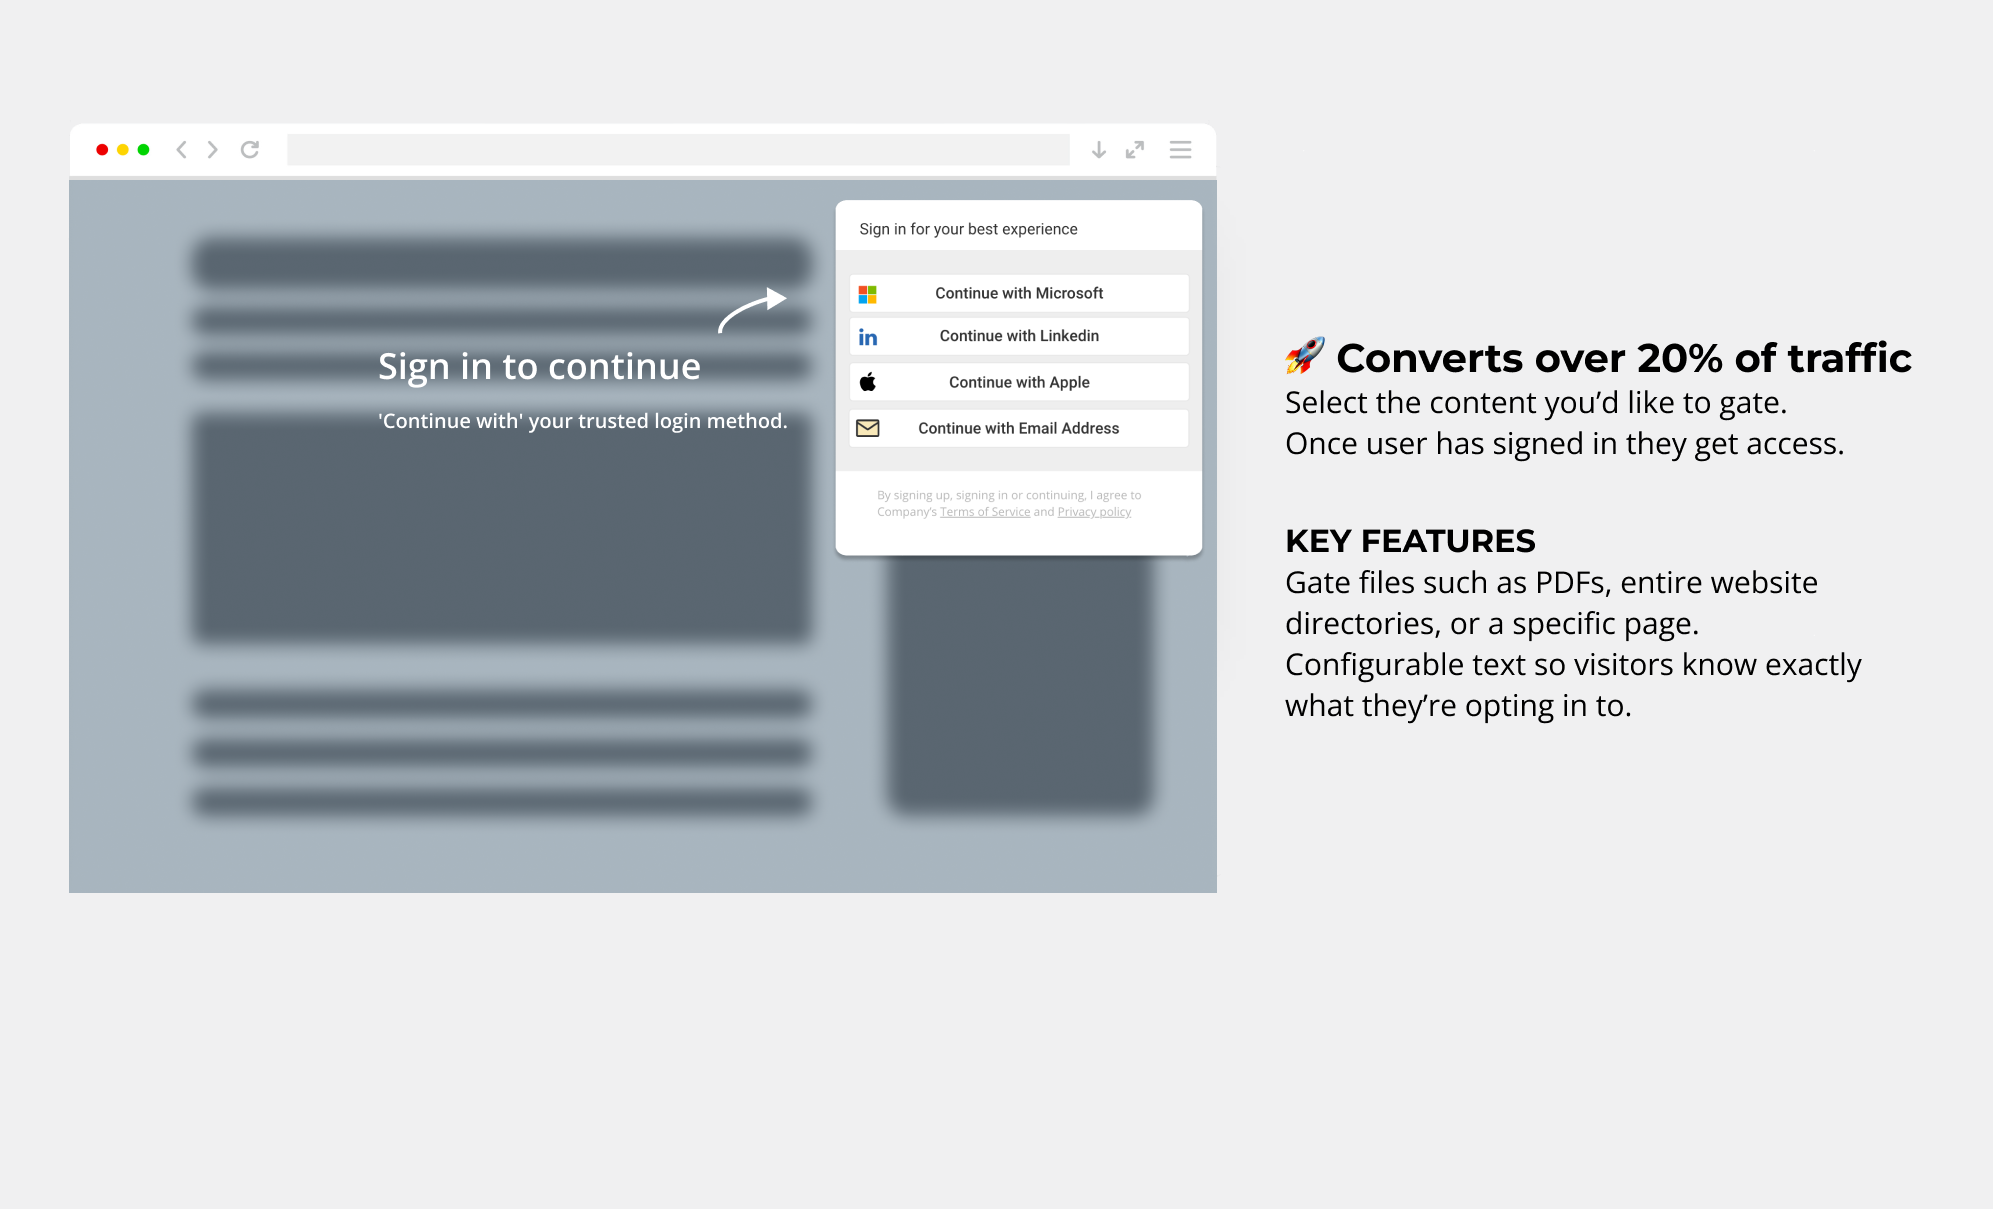 Sign in for your best experience
Continue with Microsoft
in Continue with Linkedin
Continue with Apple
Continue with Email Address
By signing up, signing in or continuing, I agree to
Company's Terms of Service and Privacy policy
Sign in to continue
'Continue with' your trusted login method.
🚀 Converts over 20% of traffic
Select the content you’d like to gate.
Once user has signed in they get access.
KEY FEATURES
Gate files such as PDFs, entire website
directories, or a specific page.
Configurable text so visitors know exactly
what they’re opting in to.